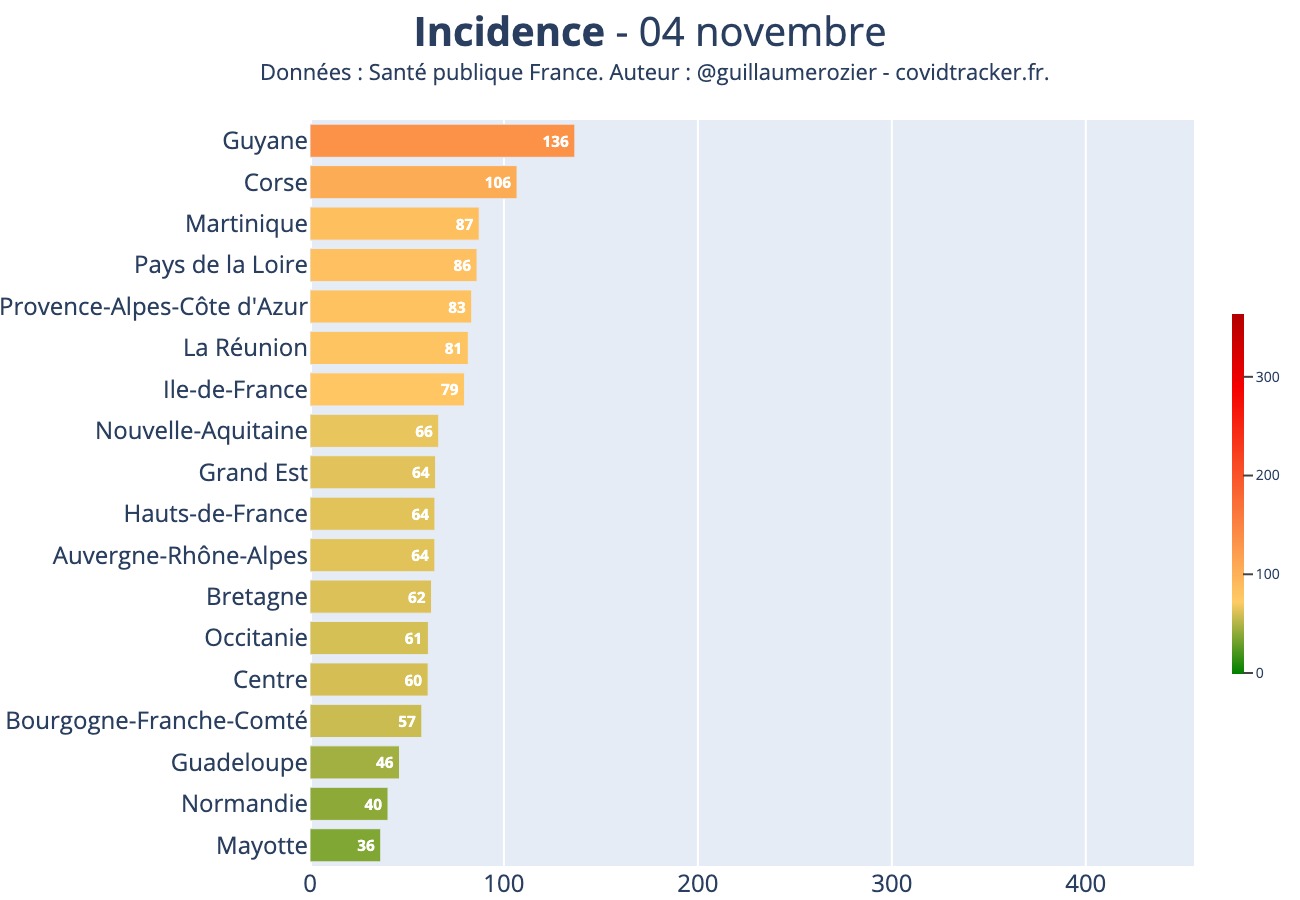 Incidence - 04 novembre
Données : Santé publique France. Auteur : @guillaumerozier - covidtracker.fr.
Guyane 136
Corse 106
Martinique 87
Pays de la Loire 86
Provence-Alpes-Côte d'Azur 83
La Réunion 81
Ile-de-France 79
Nouvelle-Aquitaine 66
Grand Est 64
Hauts-de-France 64
Auvergne-Rhône-Alpes 64
Bretagne 62
Occitanie 61
Centre 60
Bourgogne-Franche-Comté 57
Guadeloupe 46
Normandie 40
Mayotte 36
0 100 200 300 400
300
200
100
0